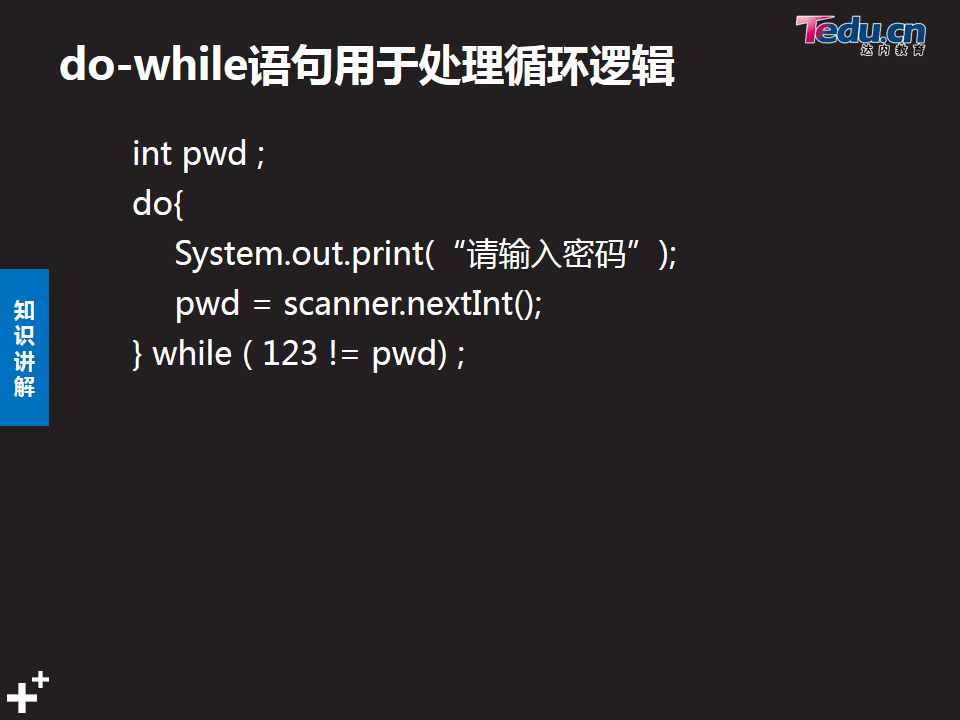 Tedu.cn
达内教育
do-while语句用于处理循环逻辑
int pwd ;
do{
System.out.print(“请输入密码”);
pwd = scanner.nextInt();
} while ( 123 != pwd) ;
知
识
讲
解